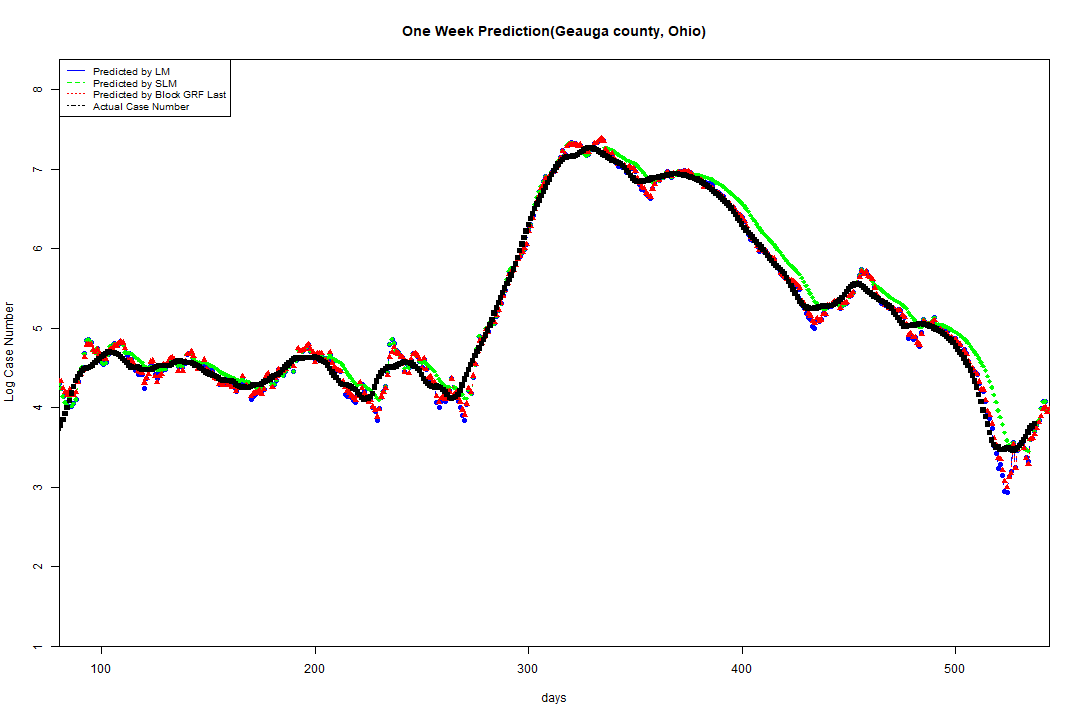 One Week Prediction(Geauga county, Ohio)
Predicted by LM
Predicted by SLM
Predicted by Block GRF Last
Actual Case Number
8
7
6
5
4
3
2
1
Log Case Number
100 200 300 400 500
days